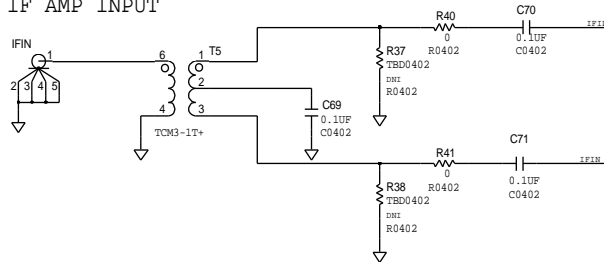 IF AMP INPUT
IFIN
1
2 3 4 5
6
4
1
2
3
T5
TCM3-1T+
C69
0.1UF
C0402
R37
TBD0402
DNI
R0402
R40
0
R0402
C70
0.1UF
C0402
R38
TBD0402
DNI
R0402
R41
0
R0402
C71
0.1UF
C0402
IFIN